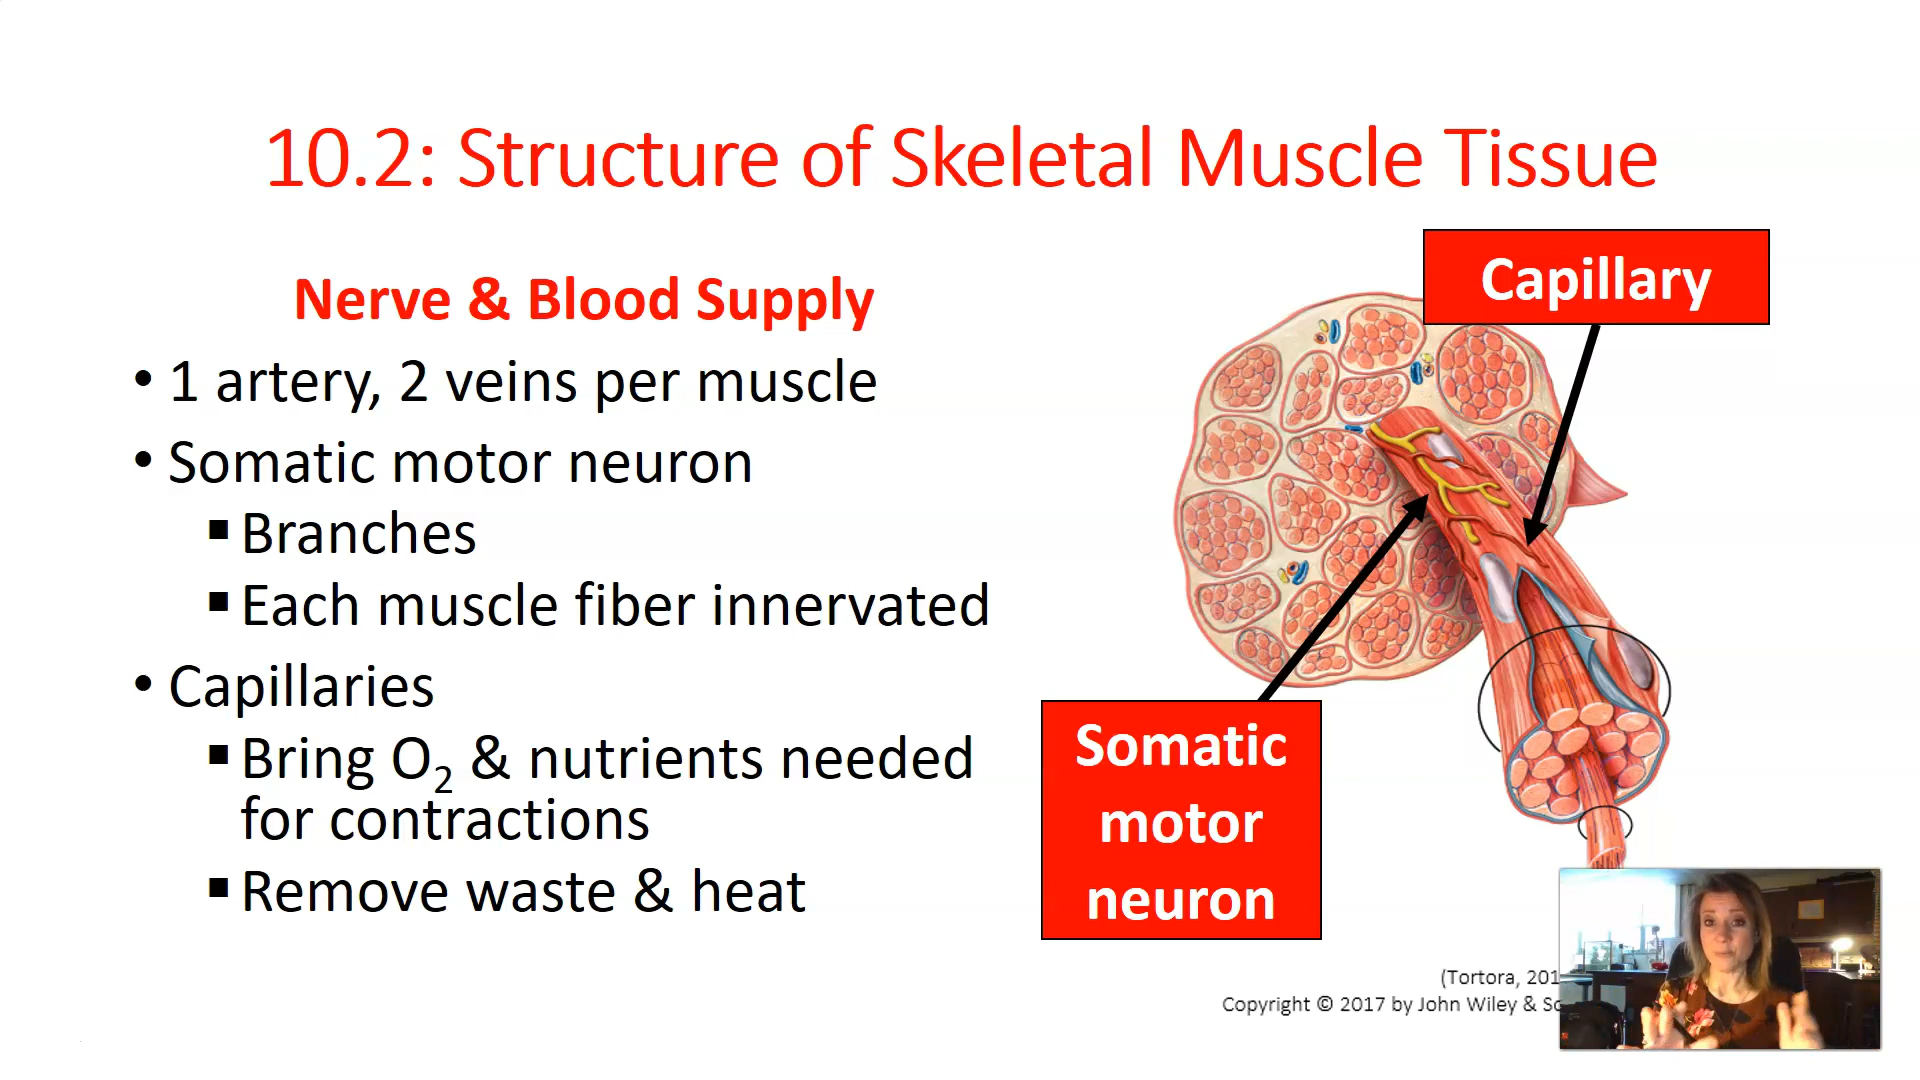 10.2: Structure of Skeletal Muscle Tissue
Nerve & Blood Supply
• 1 artery, 2 veins per muscle
• Somatic motor neuron
▪ Branches
▪ Each muscle fiber innervated
• Capillaries
▪ Bring O₂ & nutrients needed
for contractions
▪ Remove waste & heat
Capillary
Somatic
motor
neuron
(Tortora, 201
Copyright © 2017 by John Wiley &